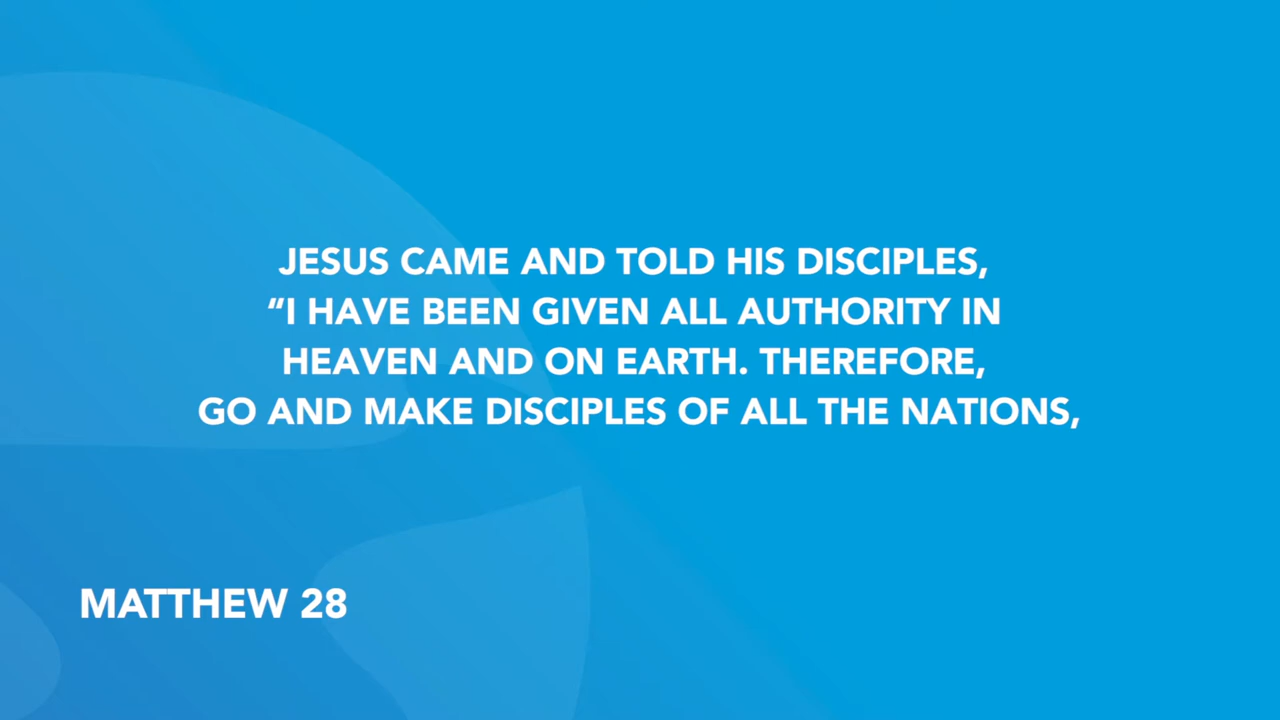 JESUS CAME AND TOLD HIS DISCIPLES,
“I HAVE BEEN GIVEN ALL AUTHORITY IN
HEAVEN AND ON EARTH. THEREFORE,
GO AND MAKE DISCIPLES OF ALL THE NATIONS,
MATTHEW 28